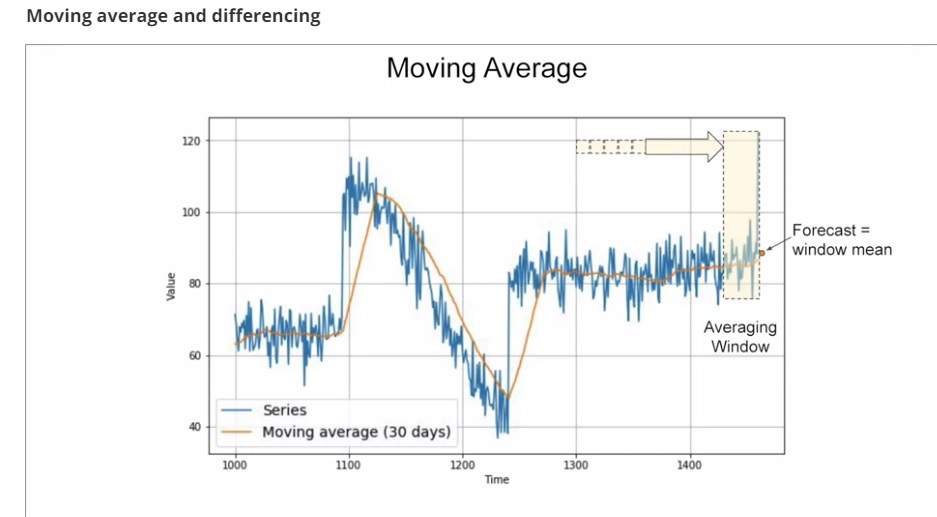 Moving average and differencing
Moving Average
120
100
80
60
40
Value
Series
Moving average (30 days)
1000
1100
1200
1300
1400
Time
Forecast =
window mean
Averaging
Window